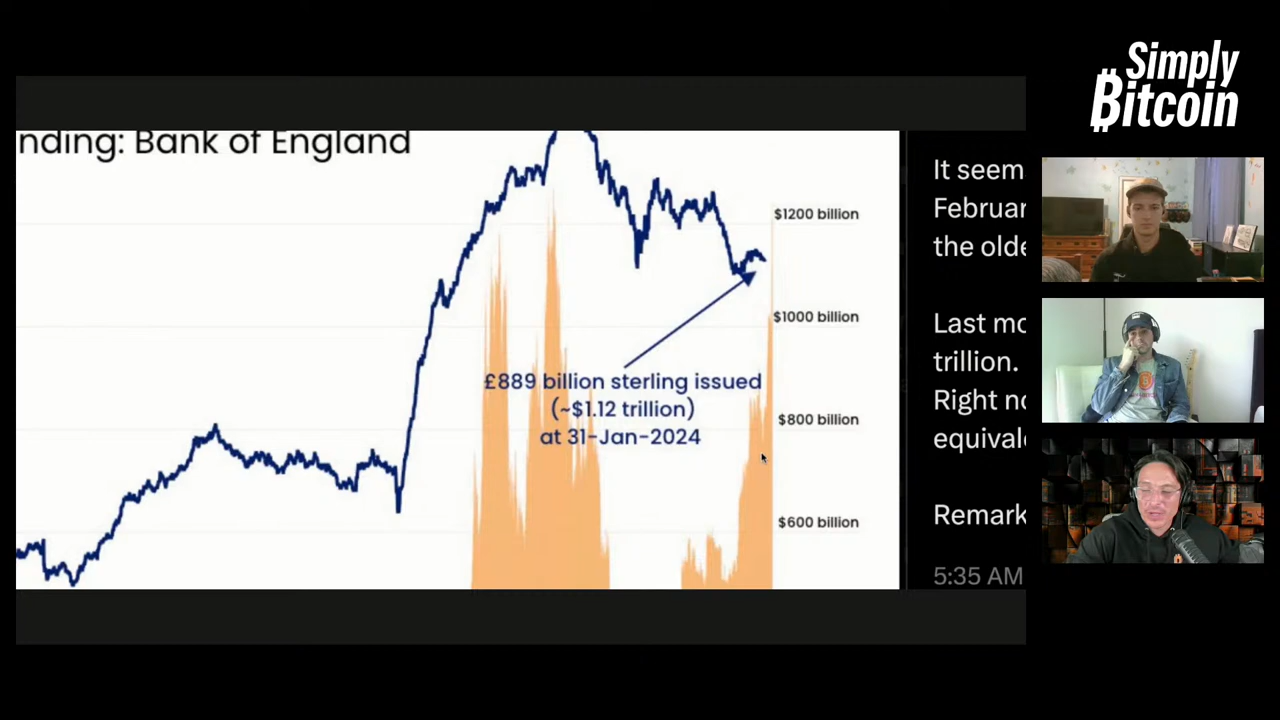 Simply
Bitcoin
nding: Bank of England
$1200 billion
$1000 billion
$800 billion
$600 billion
£889 billion sterling issued
(~$1.12 trillion)
at 31-Jan-2024
It seem
Februar
the olde
Last mo
trillion.
Right no
equivale
Remark
5:35 AM